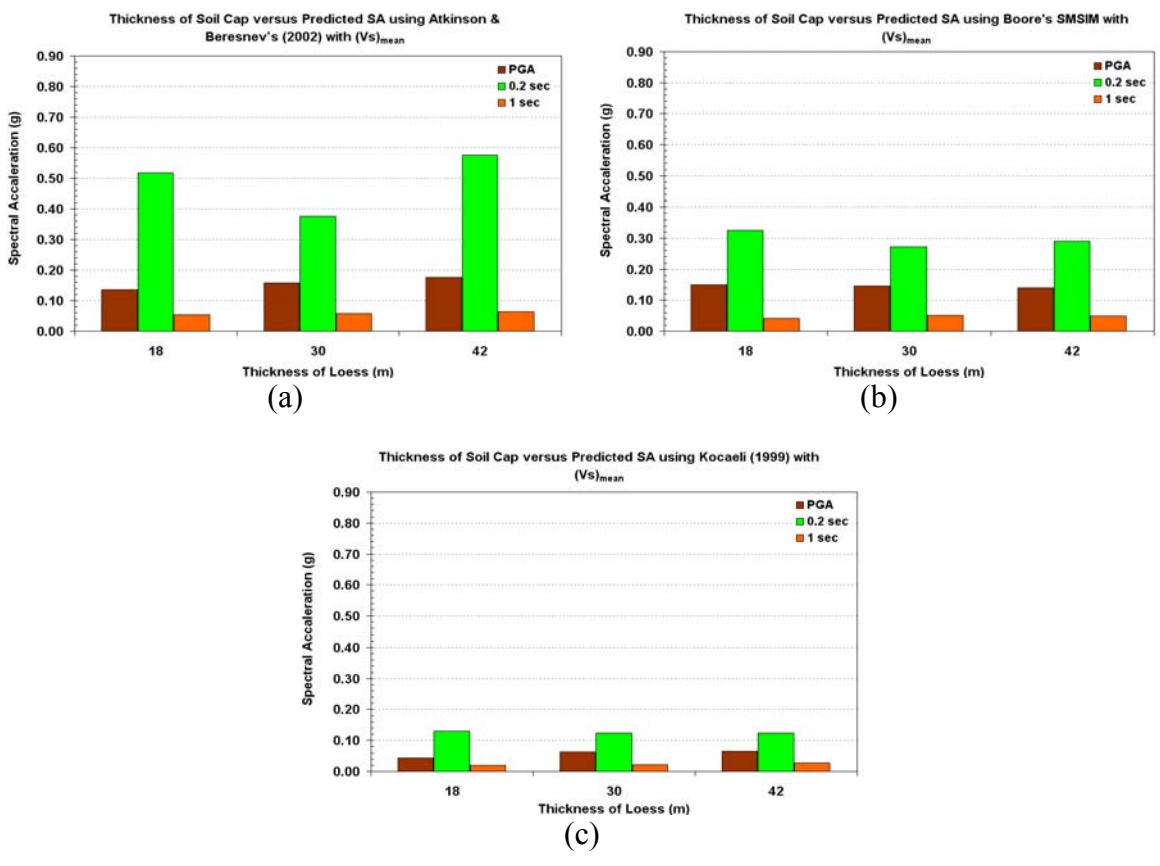 Thickness of Soil Cap versus Predicted SA using Atkinson &
Beresnev's (2002) with (Vs)mean
PGA
0.2 sec
1 sec
0.90
0.80
0.70
0.60
0.50
0.40
0.30
0.20
0.10
0.00
Spectral Accaleration (g)
18
30
42
Thickness of Loess (m)
(a)
Thickness of Soil Cap versus Predicted SA using Boore's SMSIM with
(Vs)mean
PGA
0.2 sec
1 sec
0.90
0.80
0.70
0.60
0.50
0.40
0.30
0.20
0.10
0.00
Spectral Accaleration (g)
18
30
42
Thickness of Loess (m)
(b)
Thickness of Soil Cap versus Predicted SA using Kocaeli (1999) with
(Vs)mean
PGA
0.2 sec
1 sec
0.90
0.80
0.70
0.60
0.50
0.40
0.30
0.20
0.10
0.00
Spectral Accaleration (g)
18
30
42
Thickness of Loess (m)
(c)